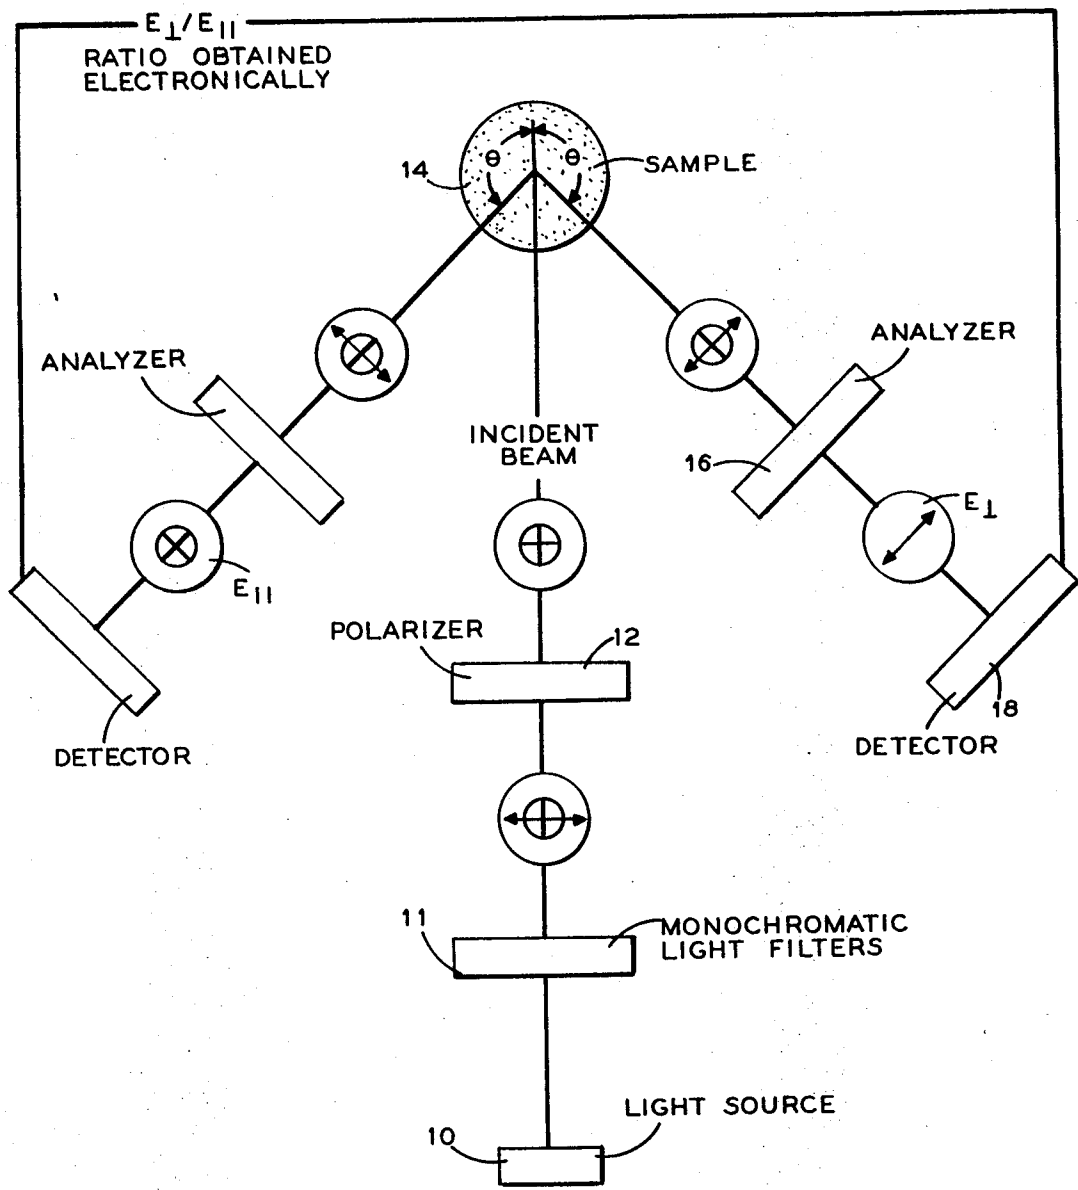 E⊥/E||
RATIO OBTAINED
ELECTRONICALLY
14
θ
θ
SAMPLE
ANALYZER
ANALYZER
INCIDENT
BEAM
16
E⊥
E||
POLARIZER
12
18
DETECTOR
DETECTOR
11
MONOCHROMATIC
LIGHT FILTERS
LIGHT SOURCE
10